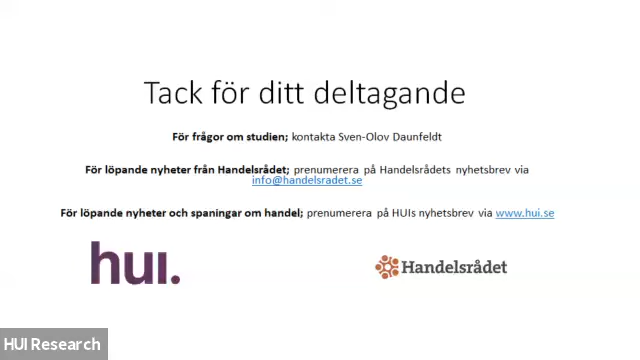 Tack för ditt deltagande
För frågor om studien; kontakta Sven-Olov Daunfeldt
För löpande nyheter från Handelsrådet; prenumerera på Handelsrådets nyhetsbrev via
info@handelsradet.se
För löpande nyheter och spaningar om handel; prenumerera på HUIs nyhetsbrev via www.hui.se
hui.
Handelsrådet
HUI Research